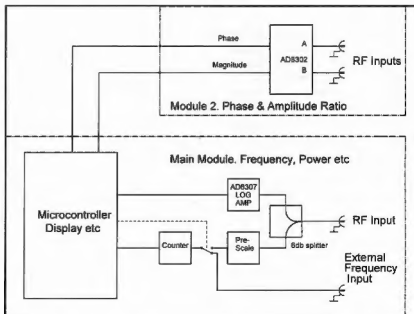 Phase
A
AD8302
RF Inputs
Magnitude
B
Module 2. Phase & Amplitude Ratio
Main Module. Frequency, Power etc
AD8307
LOG
AMP
Microcontroller
Display etc
RF Input
Counter
Pre-
Scale
6db splitter
External
Frequency
Input